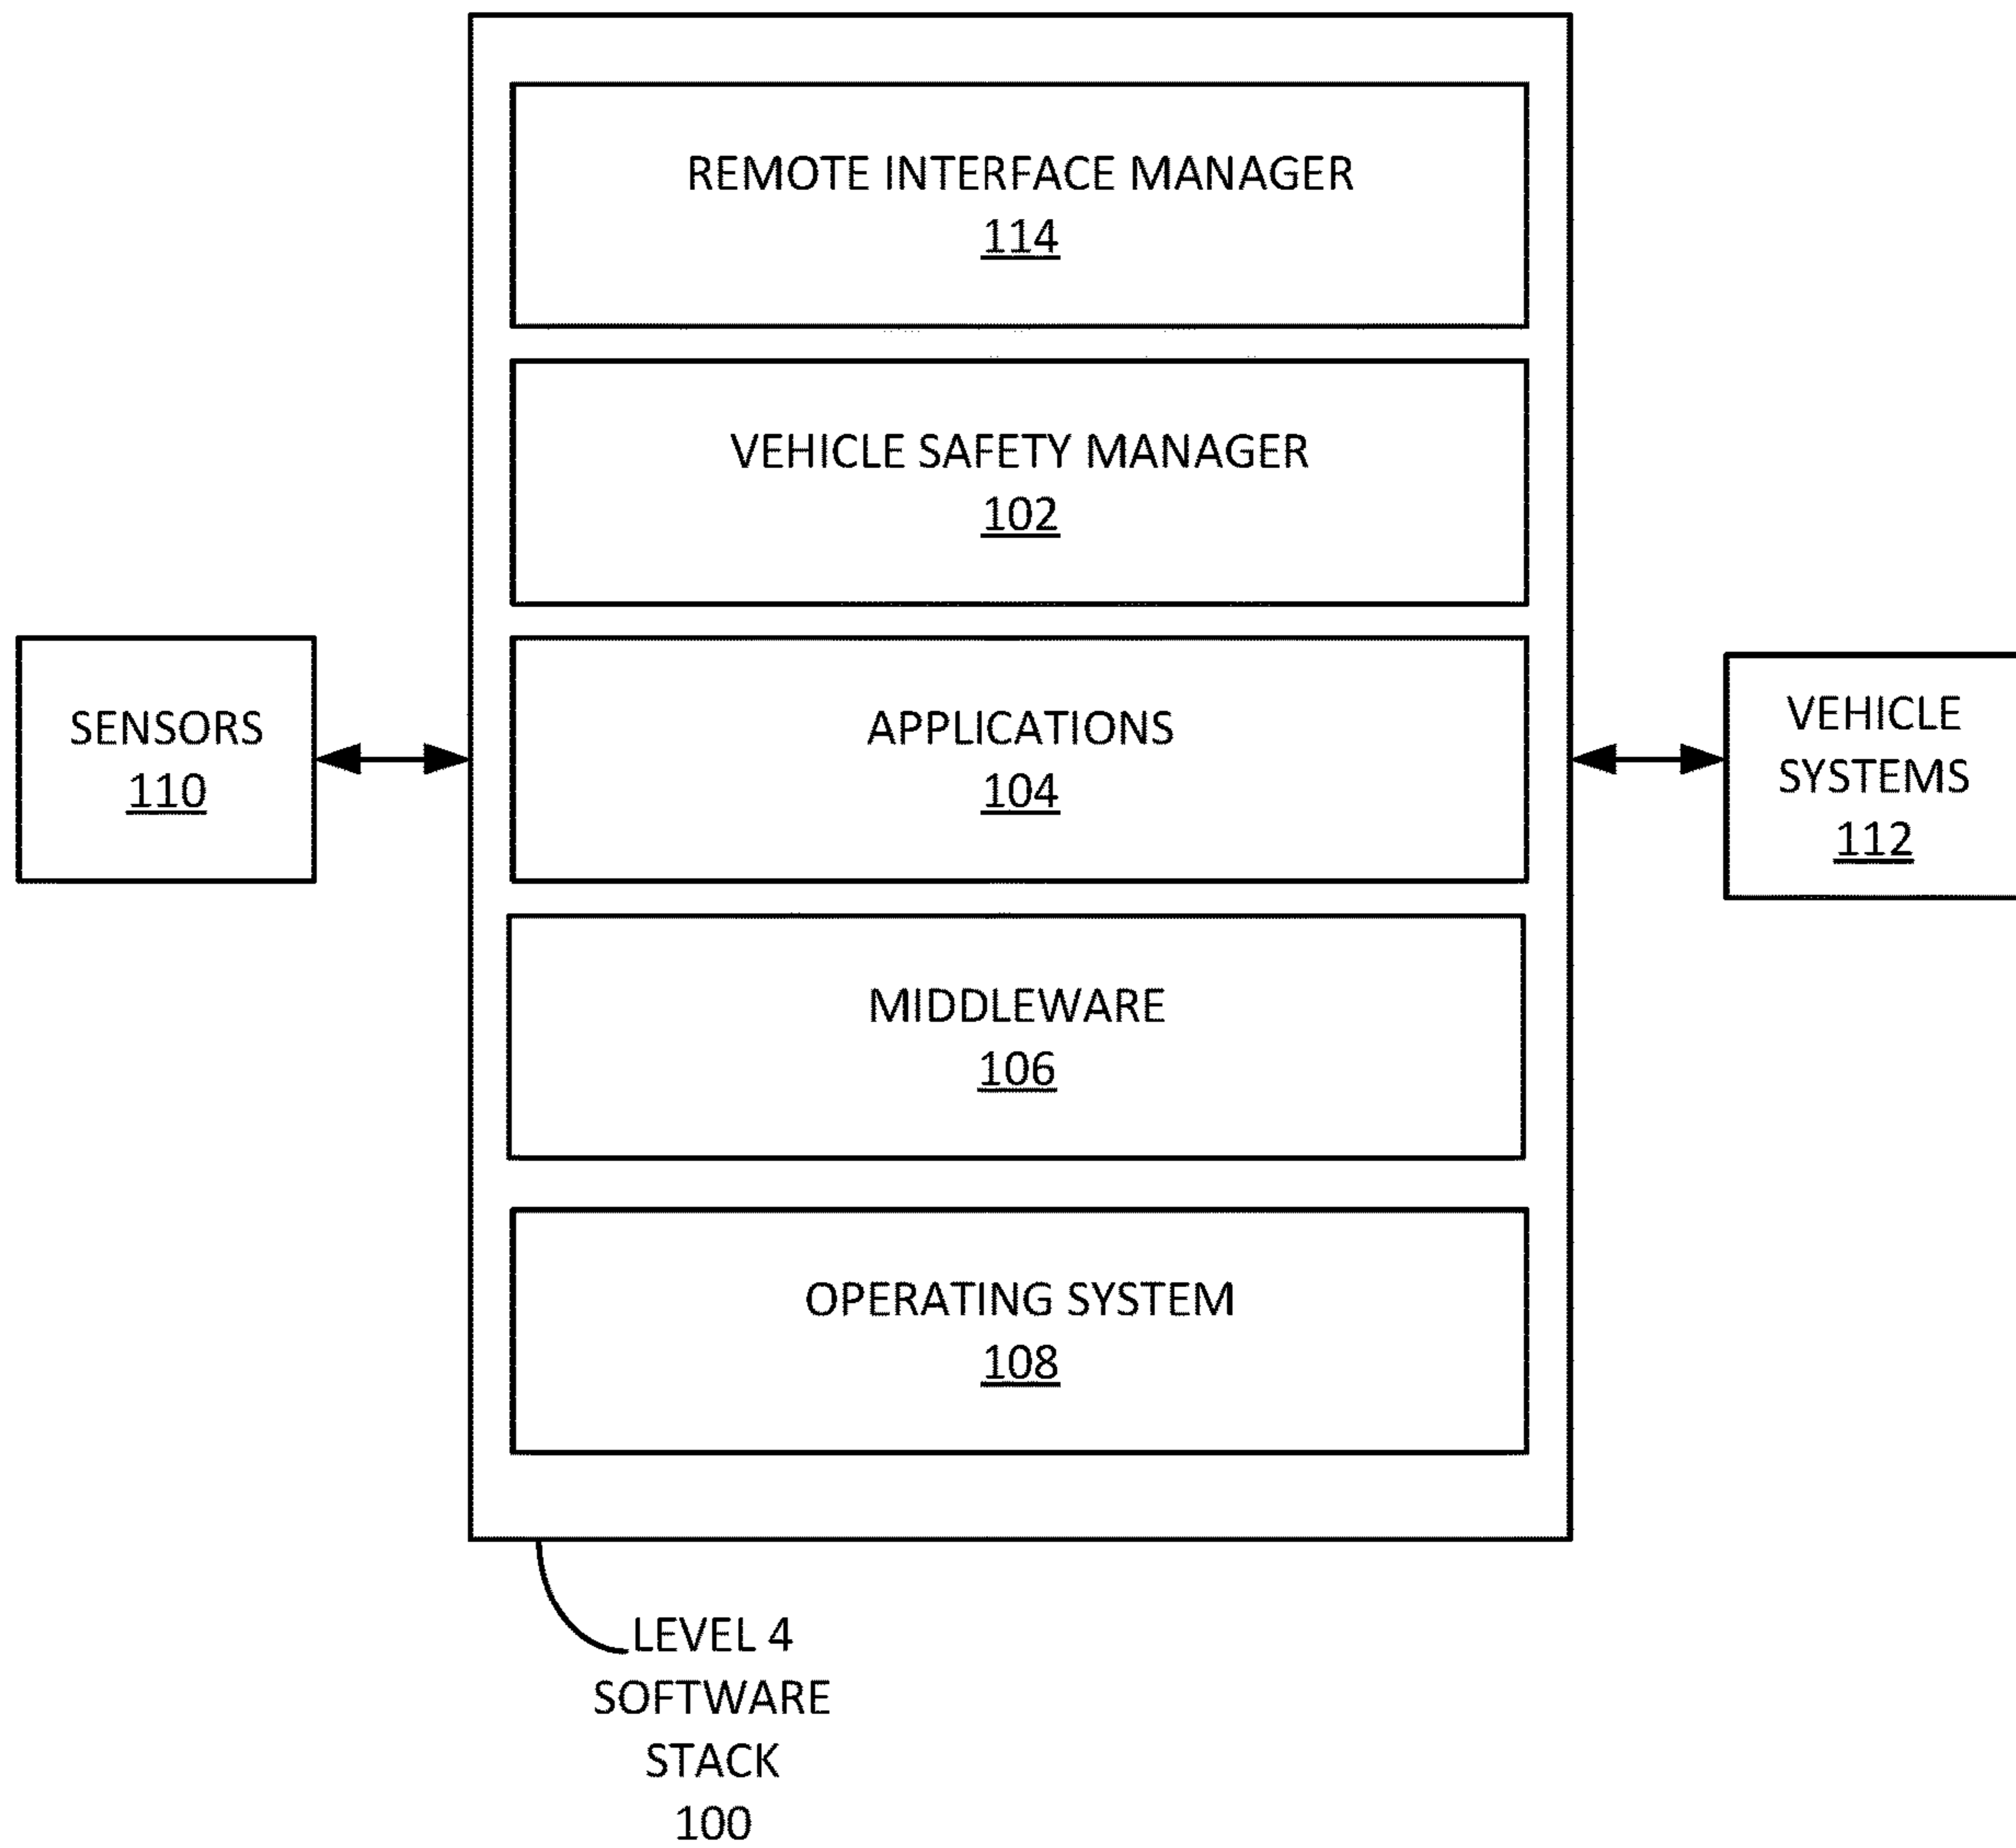 REMOTE INTERFACE MANAGER
114
VEHICLE SAFETY MANAGER
102
SENSORS
110
APPLICATIONS
104
VEHICLE
SYSTEMS
112
MIDDLEWARE
106
OPERATING SYSTEM
108
LEVEL 4
SOFTWARE
STACK
100